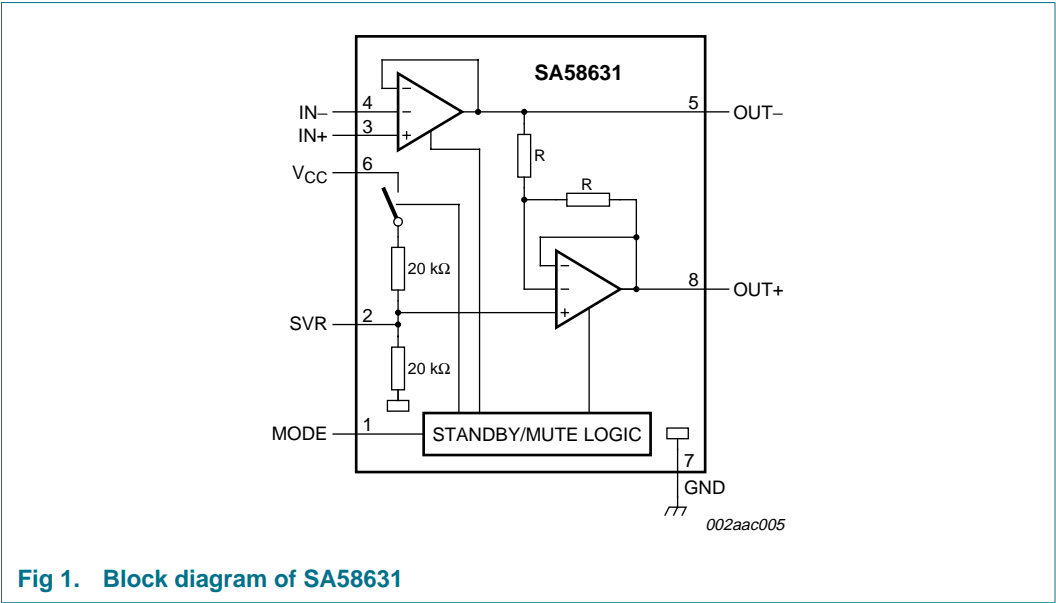 SA58631
IN−
4
IN+
3
VCC
6
5
OUT−
R
R
20 kΩ
8
OUT+
SVR
2
20 kΩ
MODE
1
STANDBY/MUTE LOGIC
7
GND
002aac005
−
−
+
−
−
+
Fig 1. Block diagram of SA58631